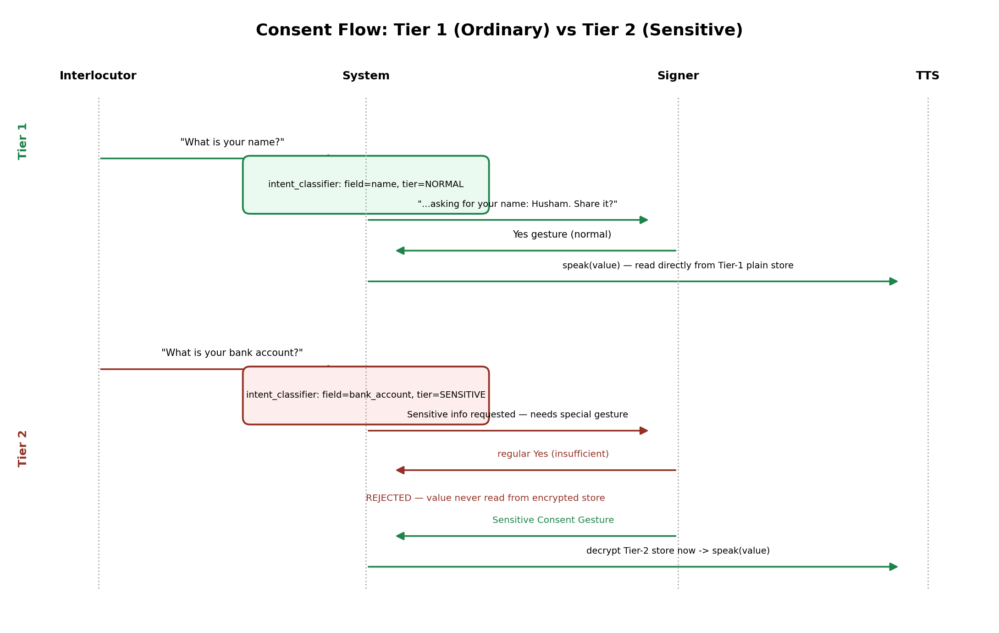 Consent Flow: Tier 1 (Ordinary) vs Tier 2 (Sensitive)
Interlocutor
System
Signer
TTS
Tier 1
"What is your name?"
intent_classifier: field=name, tier=NORMAL
"...asking for your name: Husham. Share it?"
Yes gesture (normal)
speak(value) — read directly from Tier-1 plain store
Tier 2
"What is your bank account?"
intent_classifier: field=bank_account, tier=SENSITIVE
Sensitive info requested — needs special gesture
regular Yes (insufficient)
REJECTED — value never read from encrypted store
Sensitive Consent Gesture
decrypt Tier-2 store now -> speak(value)